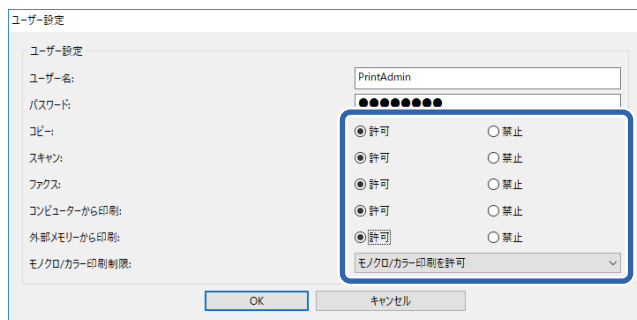 ユーザー設定
ユーザー設定
ユーザー名: PrintAdmin
パスワード: ●●●●●●●●
コピー: 許可 禁止
スキャン: 許可 禁止
ファクス: 許可 禁止
コンピューターから印刷: 許可 禁止
外部メモリーから印刷: 許可 禁止
モノクロ/カラー印刷制限: モノクロ/カラー印刷を許可
OK キャンセル